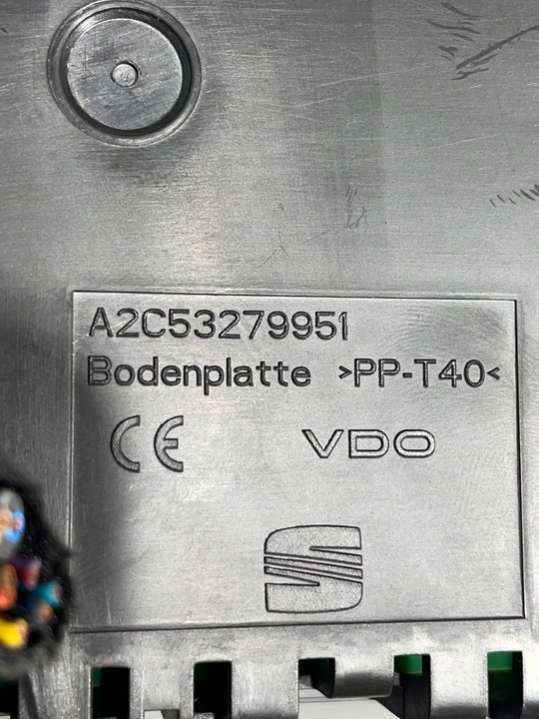 A2C53279951
Bodenplatte >PP-T40<
CE VDO